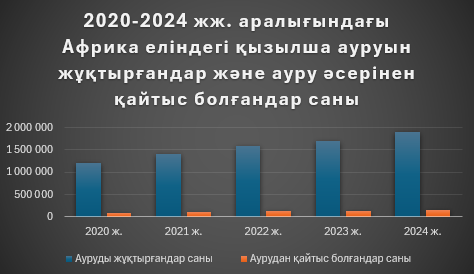 2020-2024 жж. аралығындағы
Африка еліндегі қызылша ауруын
жұқтырғандар және ауру әсерінен
қайтыс болғандар саны
2 000 000
1 500 000
1 000 000
500 000
0
2020 ж. 2021 ж. 2022 ж. 2023 ж. 2024 ж.
Ауруды жұқтырғандар саны Аурудан қайтыс болғандар саны